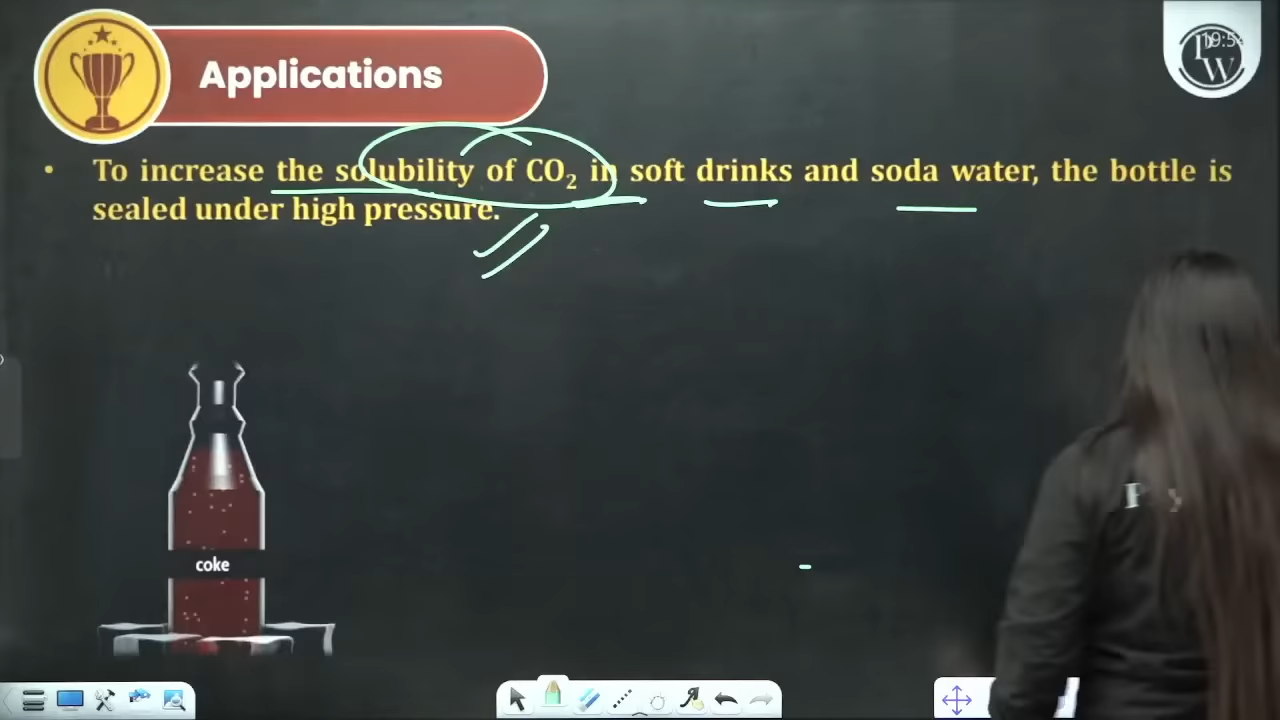 Applications
• To increase the solubility of CO₂ in soft drinks and soda water, the bottle is
sealed under high pressure.
coke